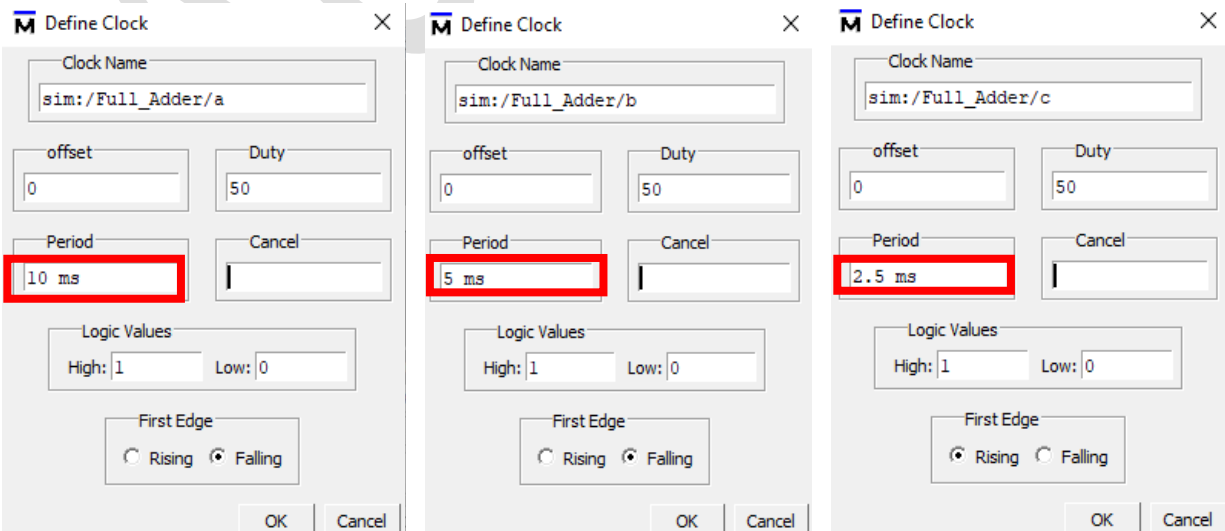 Define Clock
Clock Name
sim:/Full_Adder/a
offset
Duty
0
50
Period
Cancel
10 ms
Logic Values
High: 1 Low: 0
First Edge
Rising Falling
OK Cancel
Define Clock
Clock Name
sim:/Full_Adder/b
offset
Duty
0
50
Period
Cancel
5 ms
Logic Values
High: 1 Low: 0
First Edge
Rising Falling
OK Cancel
Define Clock
Clock Name
sim:/Full_Adder/c
offset
Duty
0
50
Period
Cancel
2.5 ms
Logic Values
High: 1 Low: 0
First Edge
Rising Falling
OK Cancel